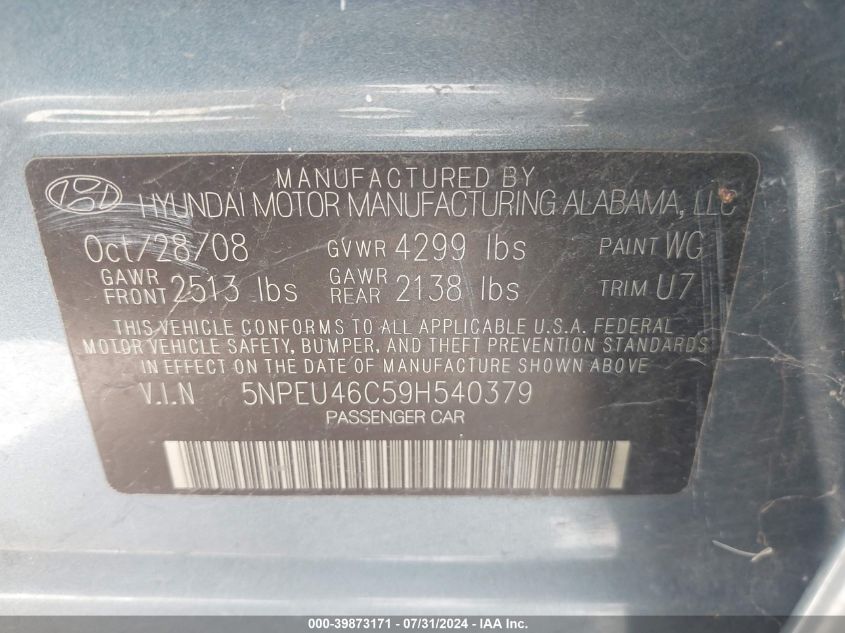 MANUFACTURED BY
HYUNDAI MOTOR MANUFACTURING ALABAMA, LLC
Oct/28/08 GVWR 4299 lbs PAINT WG
GAWR FRONT 2513 lbs GAWR REAR 2138 lbs TRIM U7
THIS VEHICLE CONFORMS TO ALL APPLICABLE U.S.A. FEDERAL
MOTOR VEHICLE SAFETY, BUMPER, AND THEFT PREVENTION STANDARDS
IN EFFECT ON THE DATE OF MANUFACTURE SHOWN ABOVE
V.I.N 5NPEU46C59H540379
PASSENGER CAR
000-39873171 - 07/31/2024 - IAA, Inc.